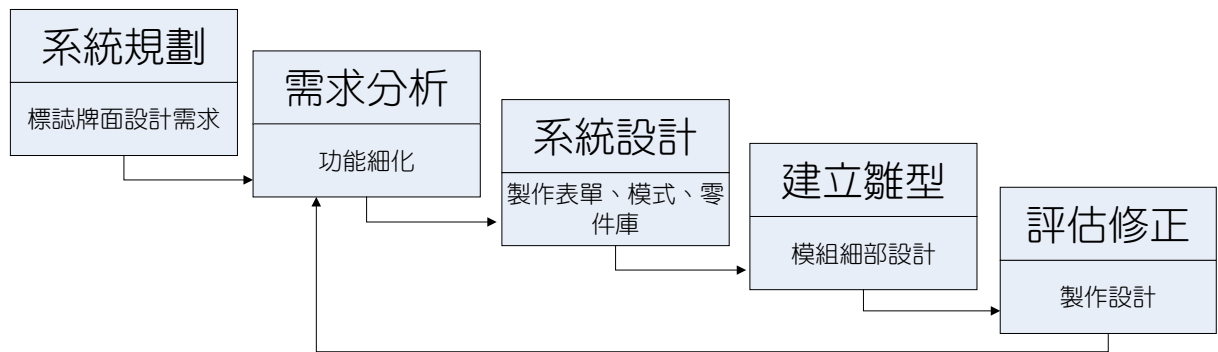 系統規劃
標誌牌面設計需求
需求分析
功能細化
系統設計
製作表單、模式、零
件庫
建立雛型
模組細部設計
評估修正
製作設計